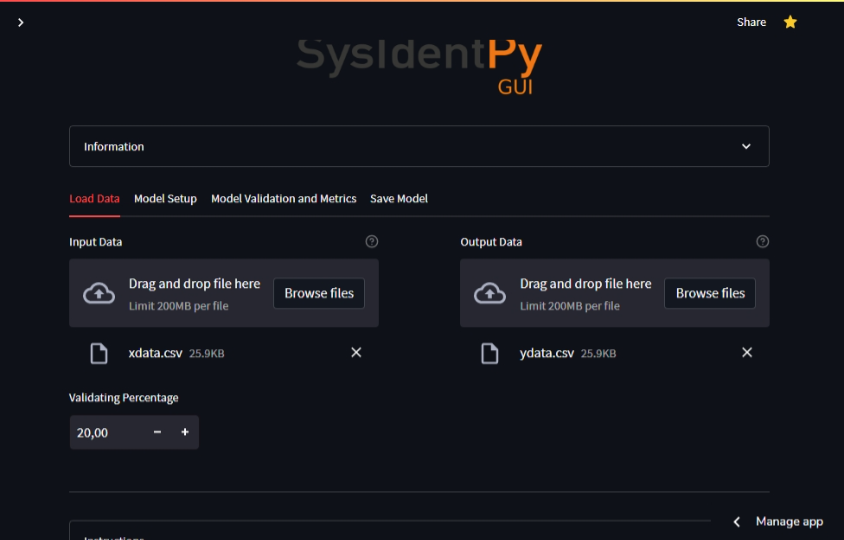 Share
SysIdentPy
GUI
Information
Load Data Model Setup Model Validation and Metrics Save Model
Input Data Output Data
Drag and drop file here
Limit 200MB per file
Browse files
Drag and drop file here
Limit 200MB per file
Browse files
xdata.csv 25.9KB
ydata.csv 25.9KB
Validating Percentage
20,00 − +
Manage app
Instructions